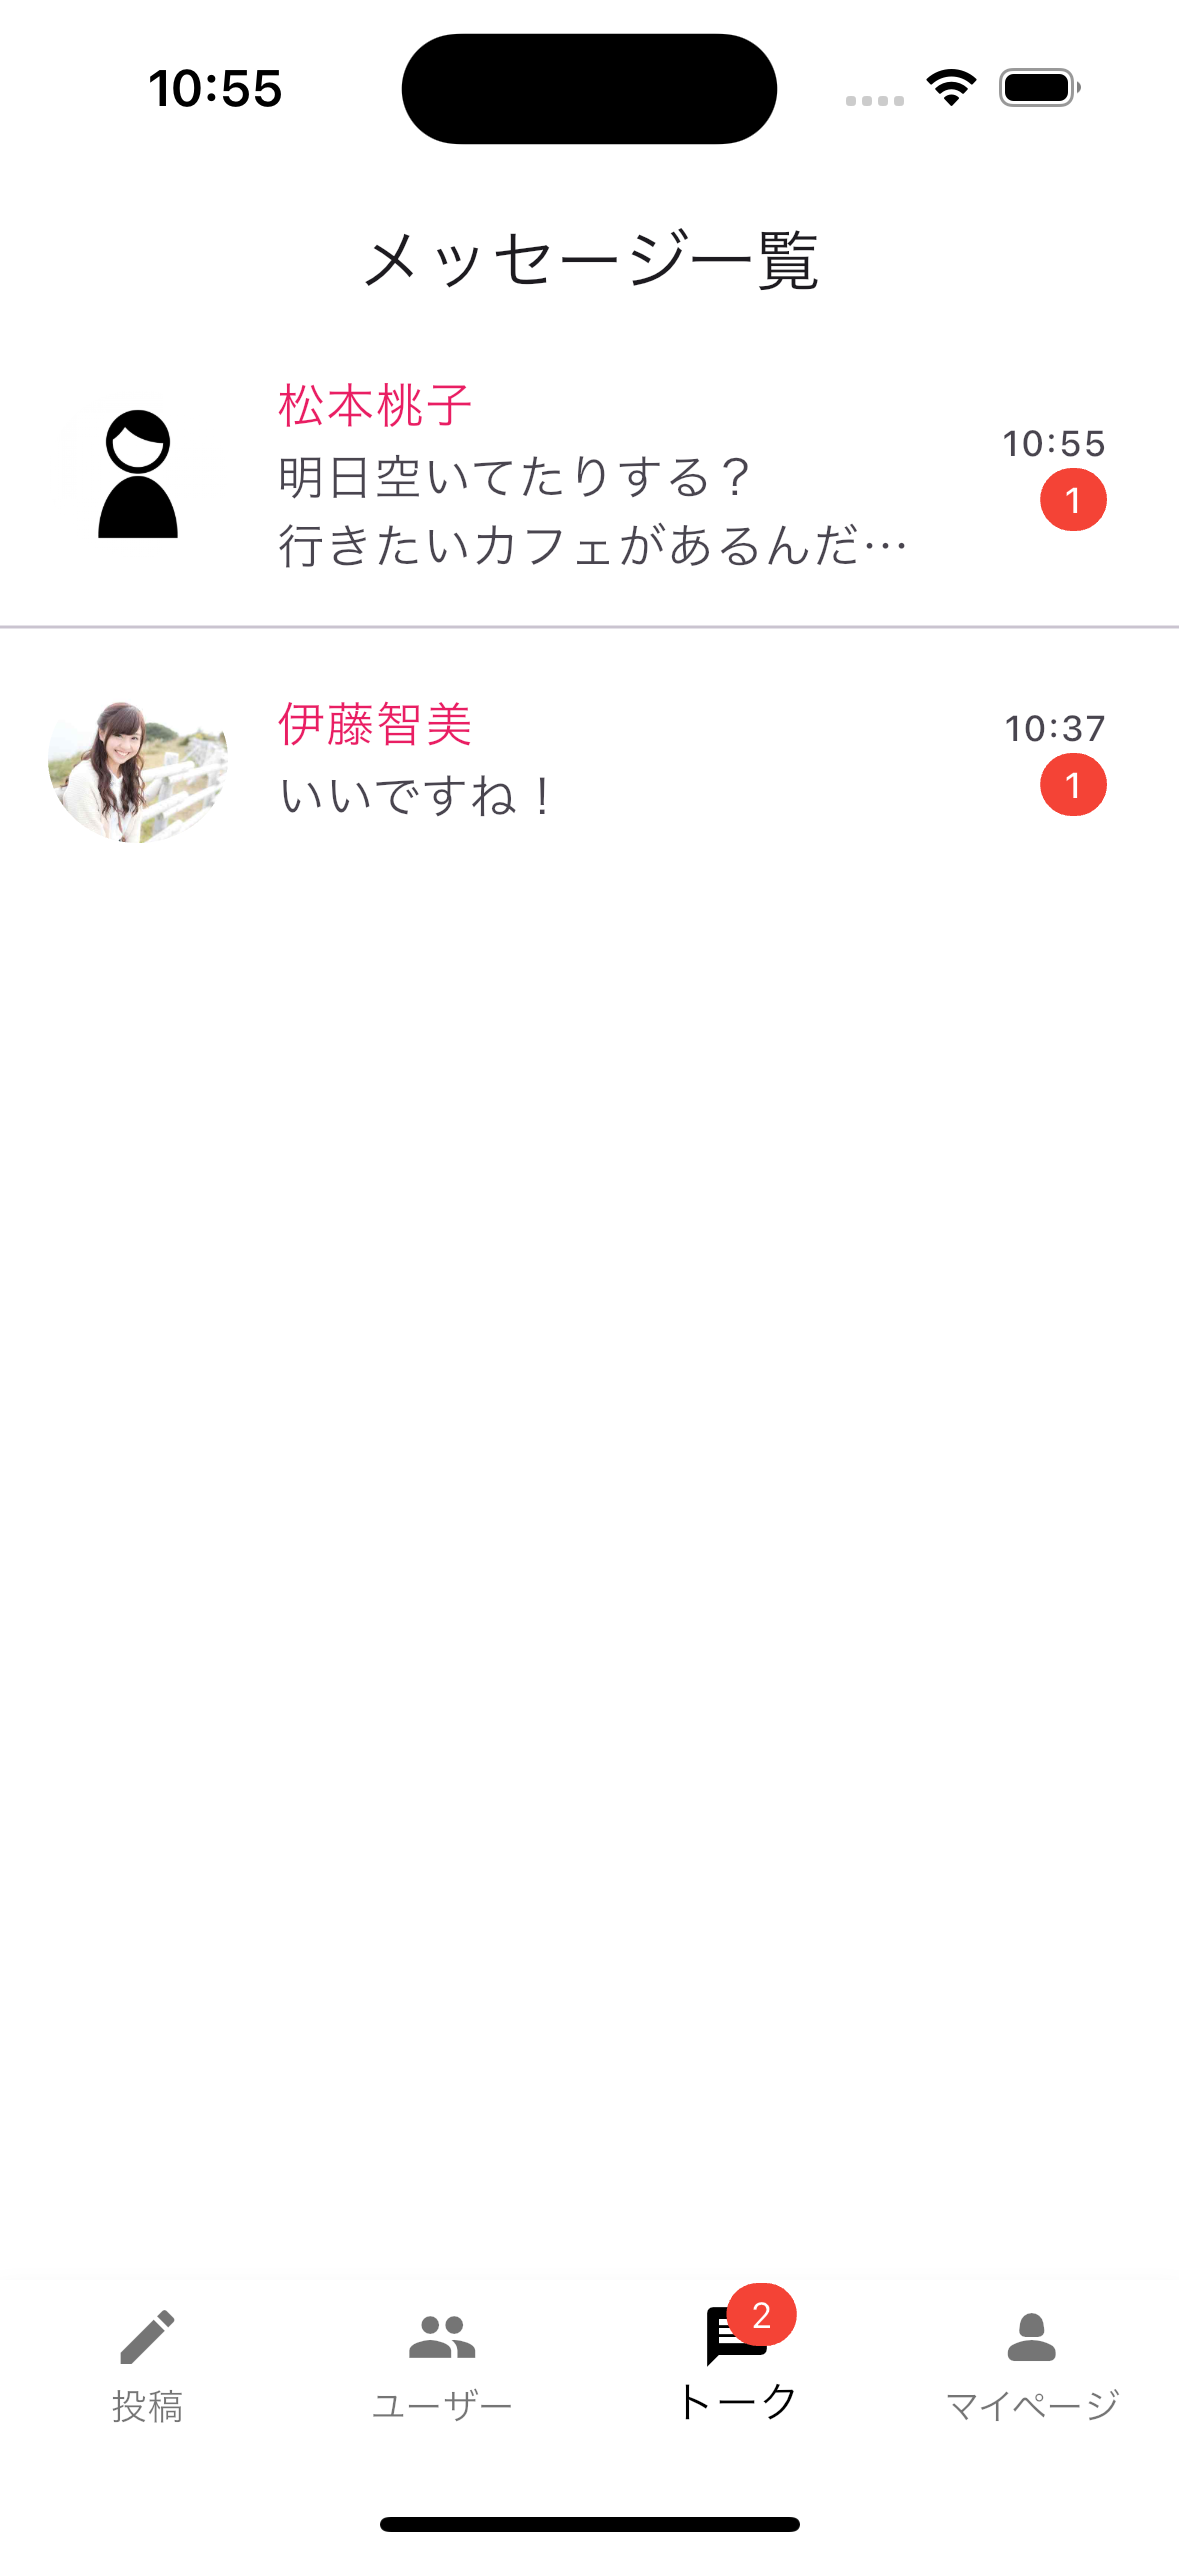 10:55
メッセージ一覧
松本桃子
明日空いてたりする？
行きたいカフェがあるんだ…
10:55
1
伊藤智美
いいですね！
10:37
1
2
投稿
ユーザー
トーク
マイページ